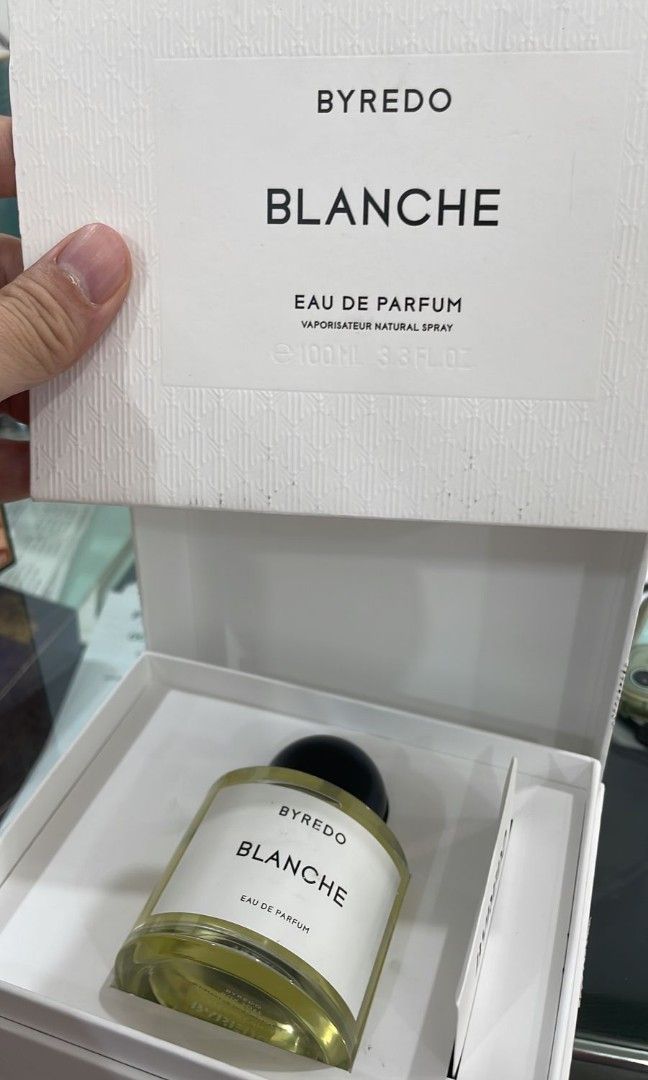 BYREDO
BLANCHE
EAU DE PARFUM
VAPORISATEUR NATURAL SPRAY
℮ 100 ML 3.3 FL.OZ.
BYREDO
BLANCHE
EAU DE PARFUM